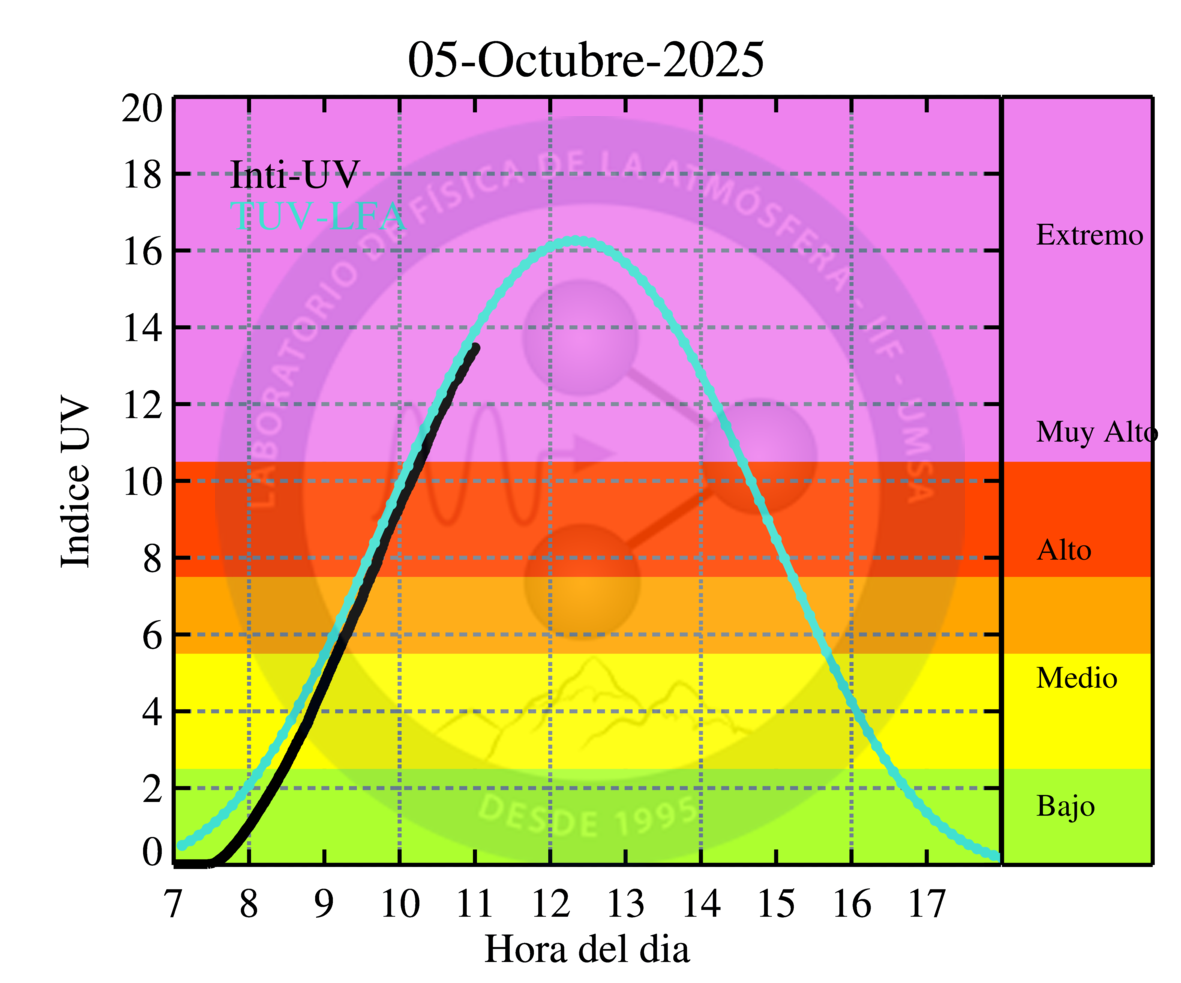 05-Octubre-2025
Inti-UV
TUV-LFA
LABORATORIO DE FÍSICA DE LA ATMÓSFERA - IIF - UMSA
DESDE 1995
Indice UV
20
18
16
14
12
10
8
6
4
2
0
Extremo
Muy Alto
Alto
Medio
Bajo
7 8 9 10 11 12 13 14 15 16 17
Hora del dia